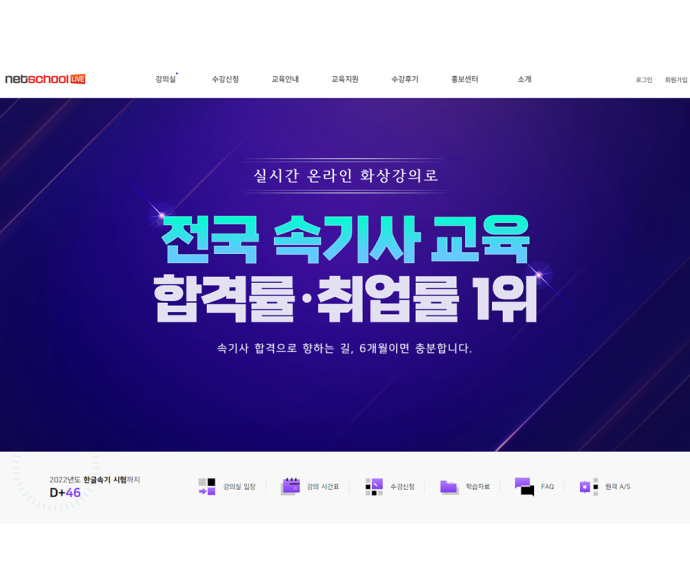 netschool LIVE
강의실 수강신청 교육안내 교육지원 수강후기 홍보센터 소개
로그인 회원가입
실시간 온라인 화상강의로
전국 속기사 교육
합격률·취업률 1위
속기사 합격으로 향하는 길, 6개월이면 충분합니다.
2022년도 한글속기 시험까지
D+46
강의실 입장 강의 시간표 수강신청 학습자료 FAQ 원격 A/S